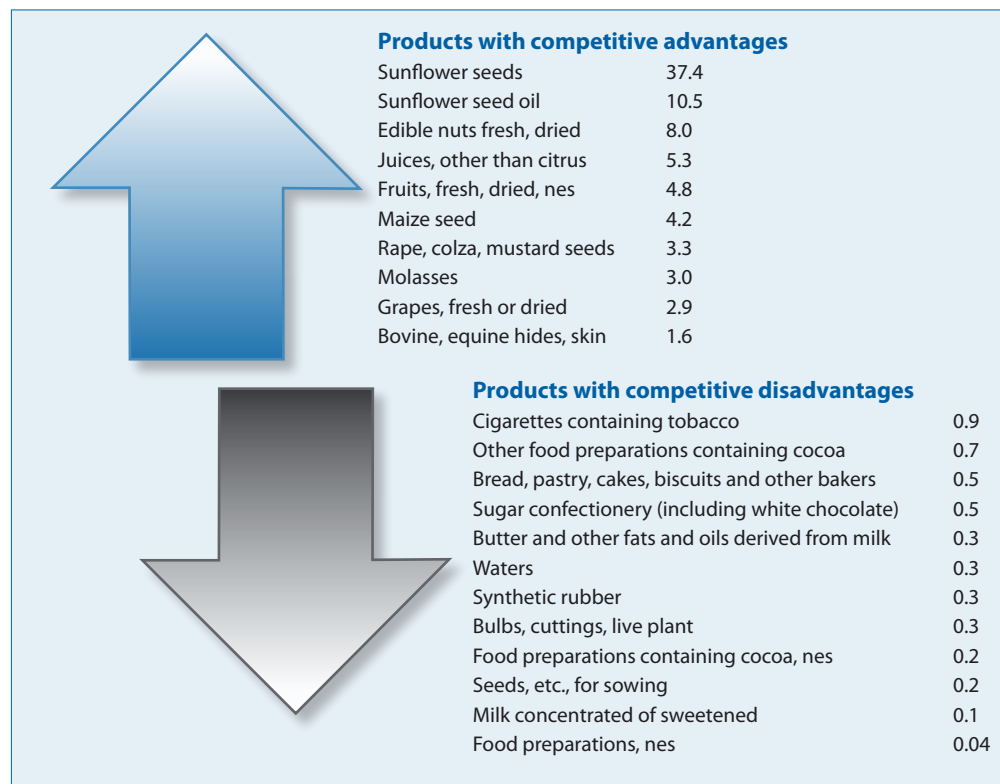 Products with competitive advantages
Sunflower seeds 37.4
Sunflower seed oil 10.5
Edible nuts fresh, dried 8.0
Juices, other than citrus 5.3
Fruits, fresh, dried, nes 4.8
Maize seed 4.2
Rape, colza, mustard seeds 3.3
Molasses 3.0
Grapes, fresh or dried 2.9
Bovine, equine hides, skin 1.6
Products with competitive disadvantages
Cigarettes containing tobacco 0.9
Other food preparations containing cocoa 0.7
Bread, pastry, cakes, biscuits and other bakers 0.5
Sugar confectionery (including white chocolate) 0.5
Butter and other fats and oils derived from milk 0.3
Waters 0.3
Synthetic rubber 0.3
Bulbs, cuttings, live plant 0.3
Food preparations containing cocoa, nes 0.2
Seeds, etc., for sowing 0.2
Milk concentrated of sweetened 0.1
Food preparations, nes 0.04